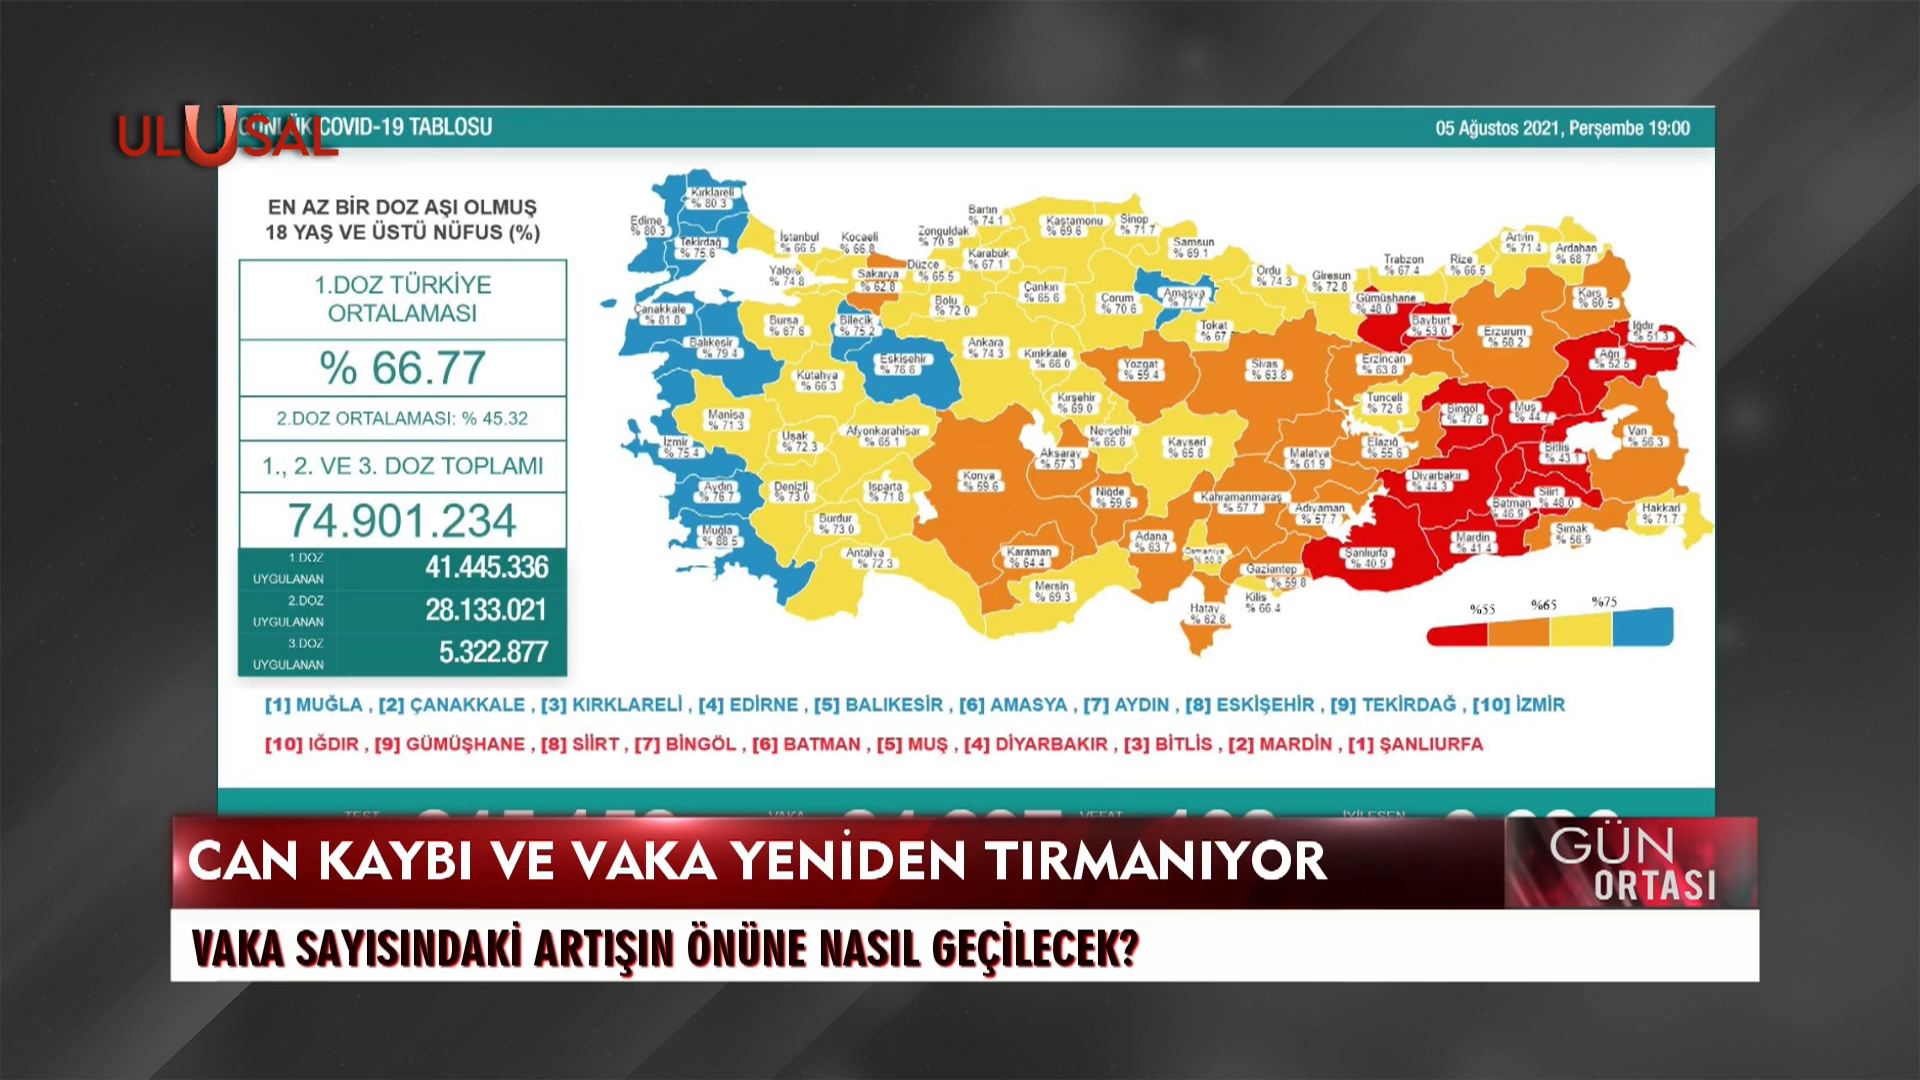 ULUSAL
GÜNLÜK COVID-19 TABLOSU
05 Ağustos 2021, Perşembe 19:00
EN AZ BİR DOZ AŞI OLMUŞ
18 YAŞ VE ÜSTÜ NÜFUS (%)
1.DOZ TÜRKİYE
ORTALAMASI
% 66.77
2.DOZ ORTALAMASI: % 45.32
1., 2. VE 3. DOZ TOPLAMI
74.901.234
1.DOZ
UYGULANAN
41.445.336
2.DOZ
UYGULANAN
28.133.021
3.DOZ
UYGULANAN
5.322.877
Kırklareli
% 80.3
Edirne
% 80.3
Tekirdağ
% 75.6
İstanbul
% 66.5
Kocaeli
% 66.8
Yalova
% 74.8
Sakarya
% 62.8
Düzce
% 65.5
Zonguldak
% 70.9
Bartın
% 74.1
Karabük
% 67.1
Kastamonu
% 69.6
Sinop
% 71.7
Samsun
% 69.1
Çankırı
% 65.6
Bolu
% 72.0
Çorum
% 70.6
Amasya
% 77.7
Tokat
% 67
Ordu
% 74.3
Giresun
% 72.8
Trabzon
% 67.4
Rize
% 66.5
Artvin
% 71.4
Ardahan
% 68.7
Kars
% 60.5
Gümüşhane
% 48.0
Bayburt
% 53.0
Erzurum
% 58.2
Iğdır
% 51.3
Ağrı
% 52.5
Çanakkale
% 81.8
Balıkesir
% 79.4
Bursa
% 67.6
Bilecik
% 75.2
Eskişehir
% 76.6
Kütahya
% 66.3
Ankara
% 74.3
Kırıkkale
% 66.0
Yozgat
% 59.4
Sivas
% 63.8
Erzincan
% 63.8
Tunceli
% 72.6
Bingöl
% 47.6
Muş
% 44.7
Van
% 56.3
Bitlis
% 43.1
Manisa
% 71.3
İzmir
% 75.4
Uşak
% 72.3
Afyonkarahisar
% 65.1
Kırşehir
% 69.0
Nevşehir
% 65.6
Aksaray
% 57.3
Kayseri
% 65.8
Malatya
% 61.9
Elazığ
% 55.6
Diyarbakır
% 44.3
Batman
% 46.9
Siirt
% 48.0
Şırnak
% 56.9
Hakkari
% 71.7
Aydın
% 76.7
Denizli
% 73.0
Isparta
% 71.8
Burdur
% 73.0
Muğla
% 88.5
Antalya
% 72.3
Konya
% 59.6
Karaman
% 64.4
Niğde
% 59.6
Mersin
% 69.3
Adana
% 63.7
Osmaniye
Kahramanmaraş
% 57.7
Adıyaman
% 57.7
Gaziantep
% 59.8
Kilis
% 66.4
Hatay
% 62.6
Şanlıurfa
% 40.9
Mardin
% 41.4
%55 %65 %75
[1] MUĞLA , [2] ÇANAKKALE , [3] KIRKLARELİ , [4] EDİRNE , [5] BALIKESİR , [6] AMASYA , [7] AYDIN , [8] ESKİŞEHİR , [9] TEKİRDAĞ , [10] İZMİR
[10] IĞDIR , [9] GÜMÜŞHANE , [8] SİİRT , [7] BİNGÖL , [6] BATMAN , [5] MUŞ , [4] DİYARBAKIR , [3] BİTLİS , [2] MARDİN , [1] ŞANLIURFA
CAN KAYBI VE VAKA YENİDEN TIRMANIYOR
GÜN
ORTASI
VAKA SAYISINDAKİ ARTIŞIN ÖNÜNE NASIL GEÇİLECEK?